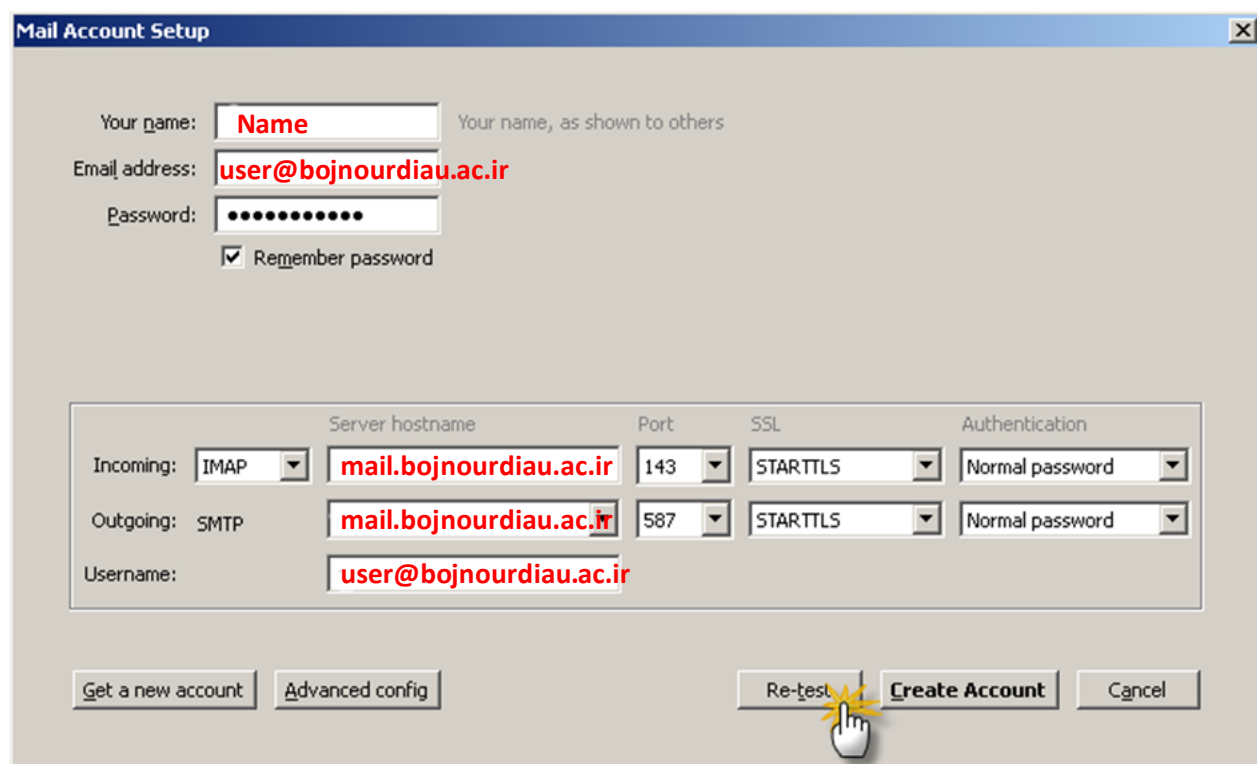 Mail Account Setup
Your name: Name Your name, as shown to others
Email address: user@bojnourdiau.ac.ir
Password: •••••••••••
Remember password
Server hostname Port SSL Authentication
Incoming: IMAP mail.bojnourdiau.ac.ir 143 STARTTLS Normal password
Outgoing: SMTP mail.bojnourdiau.ac.ir 587 STARTTLS Normal password
Username: user@bojnourdiau.ac.ir
Get a new account Advanced config Re-test Create Account Cancel